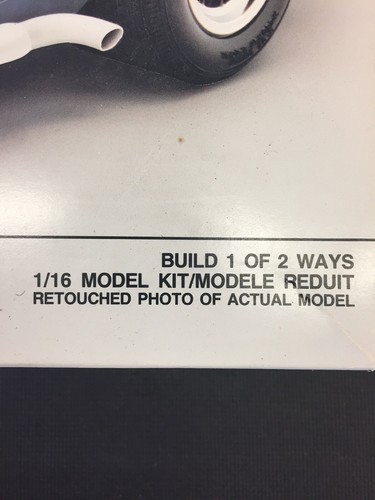 BUILD 1 OF 2 WAYS
1/16 MODEL KIT/MODELE REDUIT
RETOUCHED PHOTO OF ACTUAL MODEL